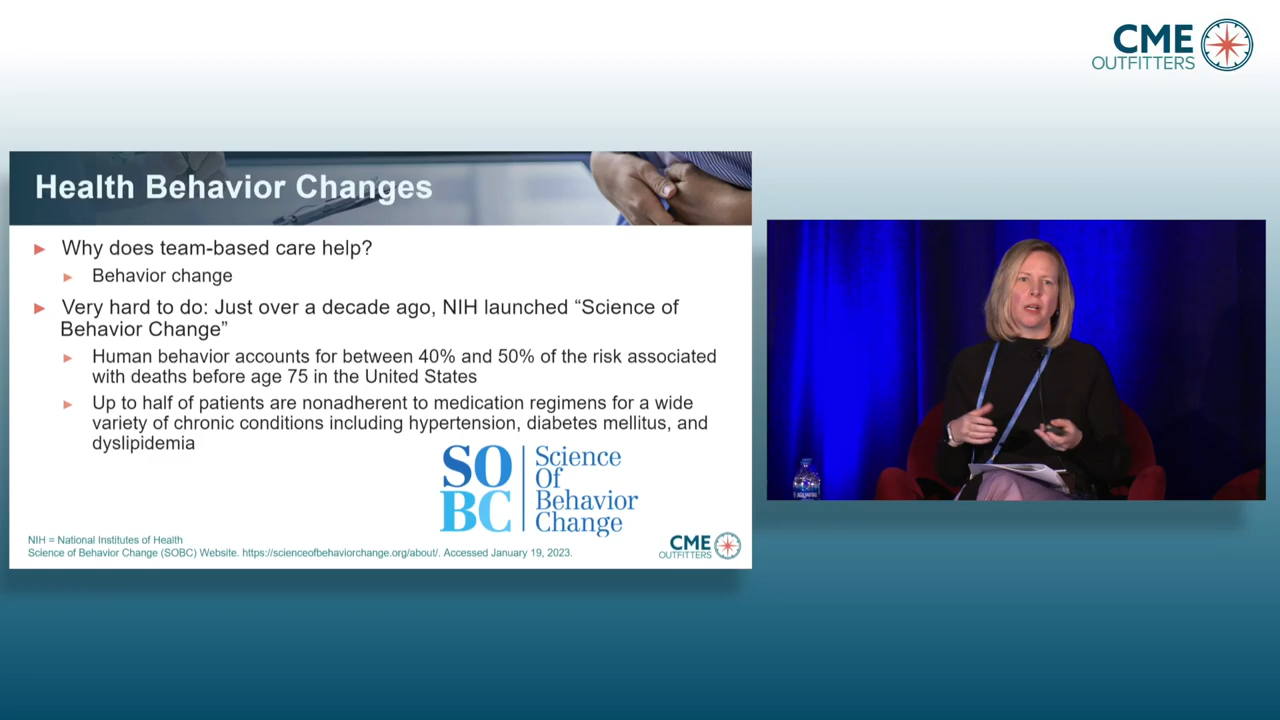 CME
OUTFITTERS
Health Behavior Changes
Why does team-based care help?
Behavior change
Very hard to do: Just over a decade ago, NIH launched “Science of
Behavior Change”
Human behavior accounts for between 40% and 50% of the risk associated
with deaths before age 75 in the United States
Up to half of patients are nonadherent to medication regimens for a wide
variety of chronic conditions including hypertension, diabetes mellitus, and
dyslipidemia
SO
BC
Science
Of
Behavior
Change
NIH = National Institutes of Health
Science of Behavior Change (SOBC) Website. https://scienceofbehaviorchange.org/about/. Accessed January 19, 2023.
CME
OUTFITTERS